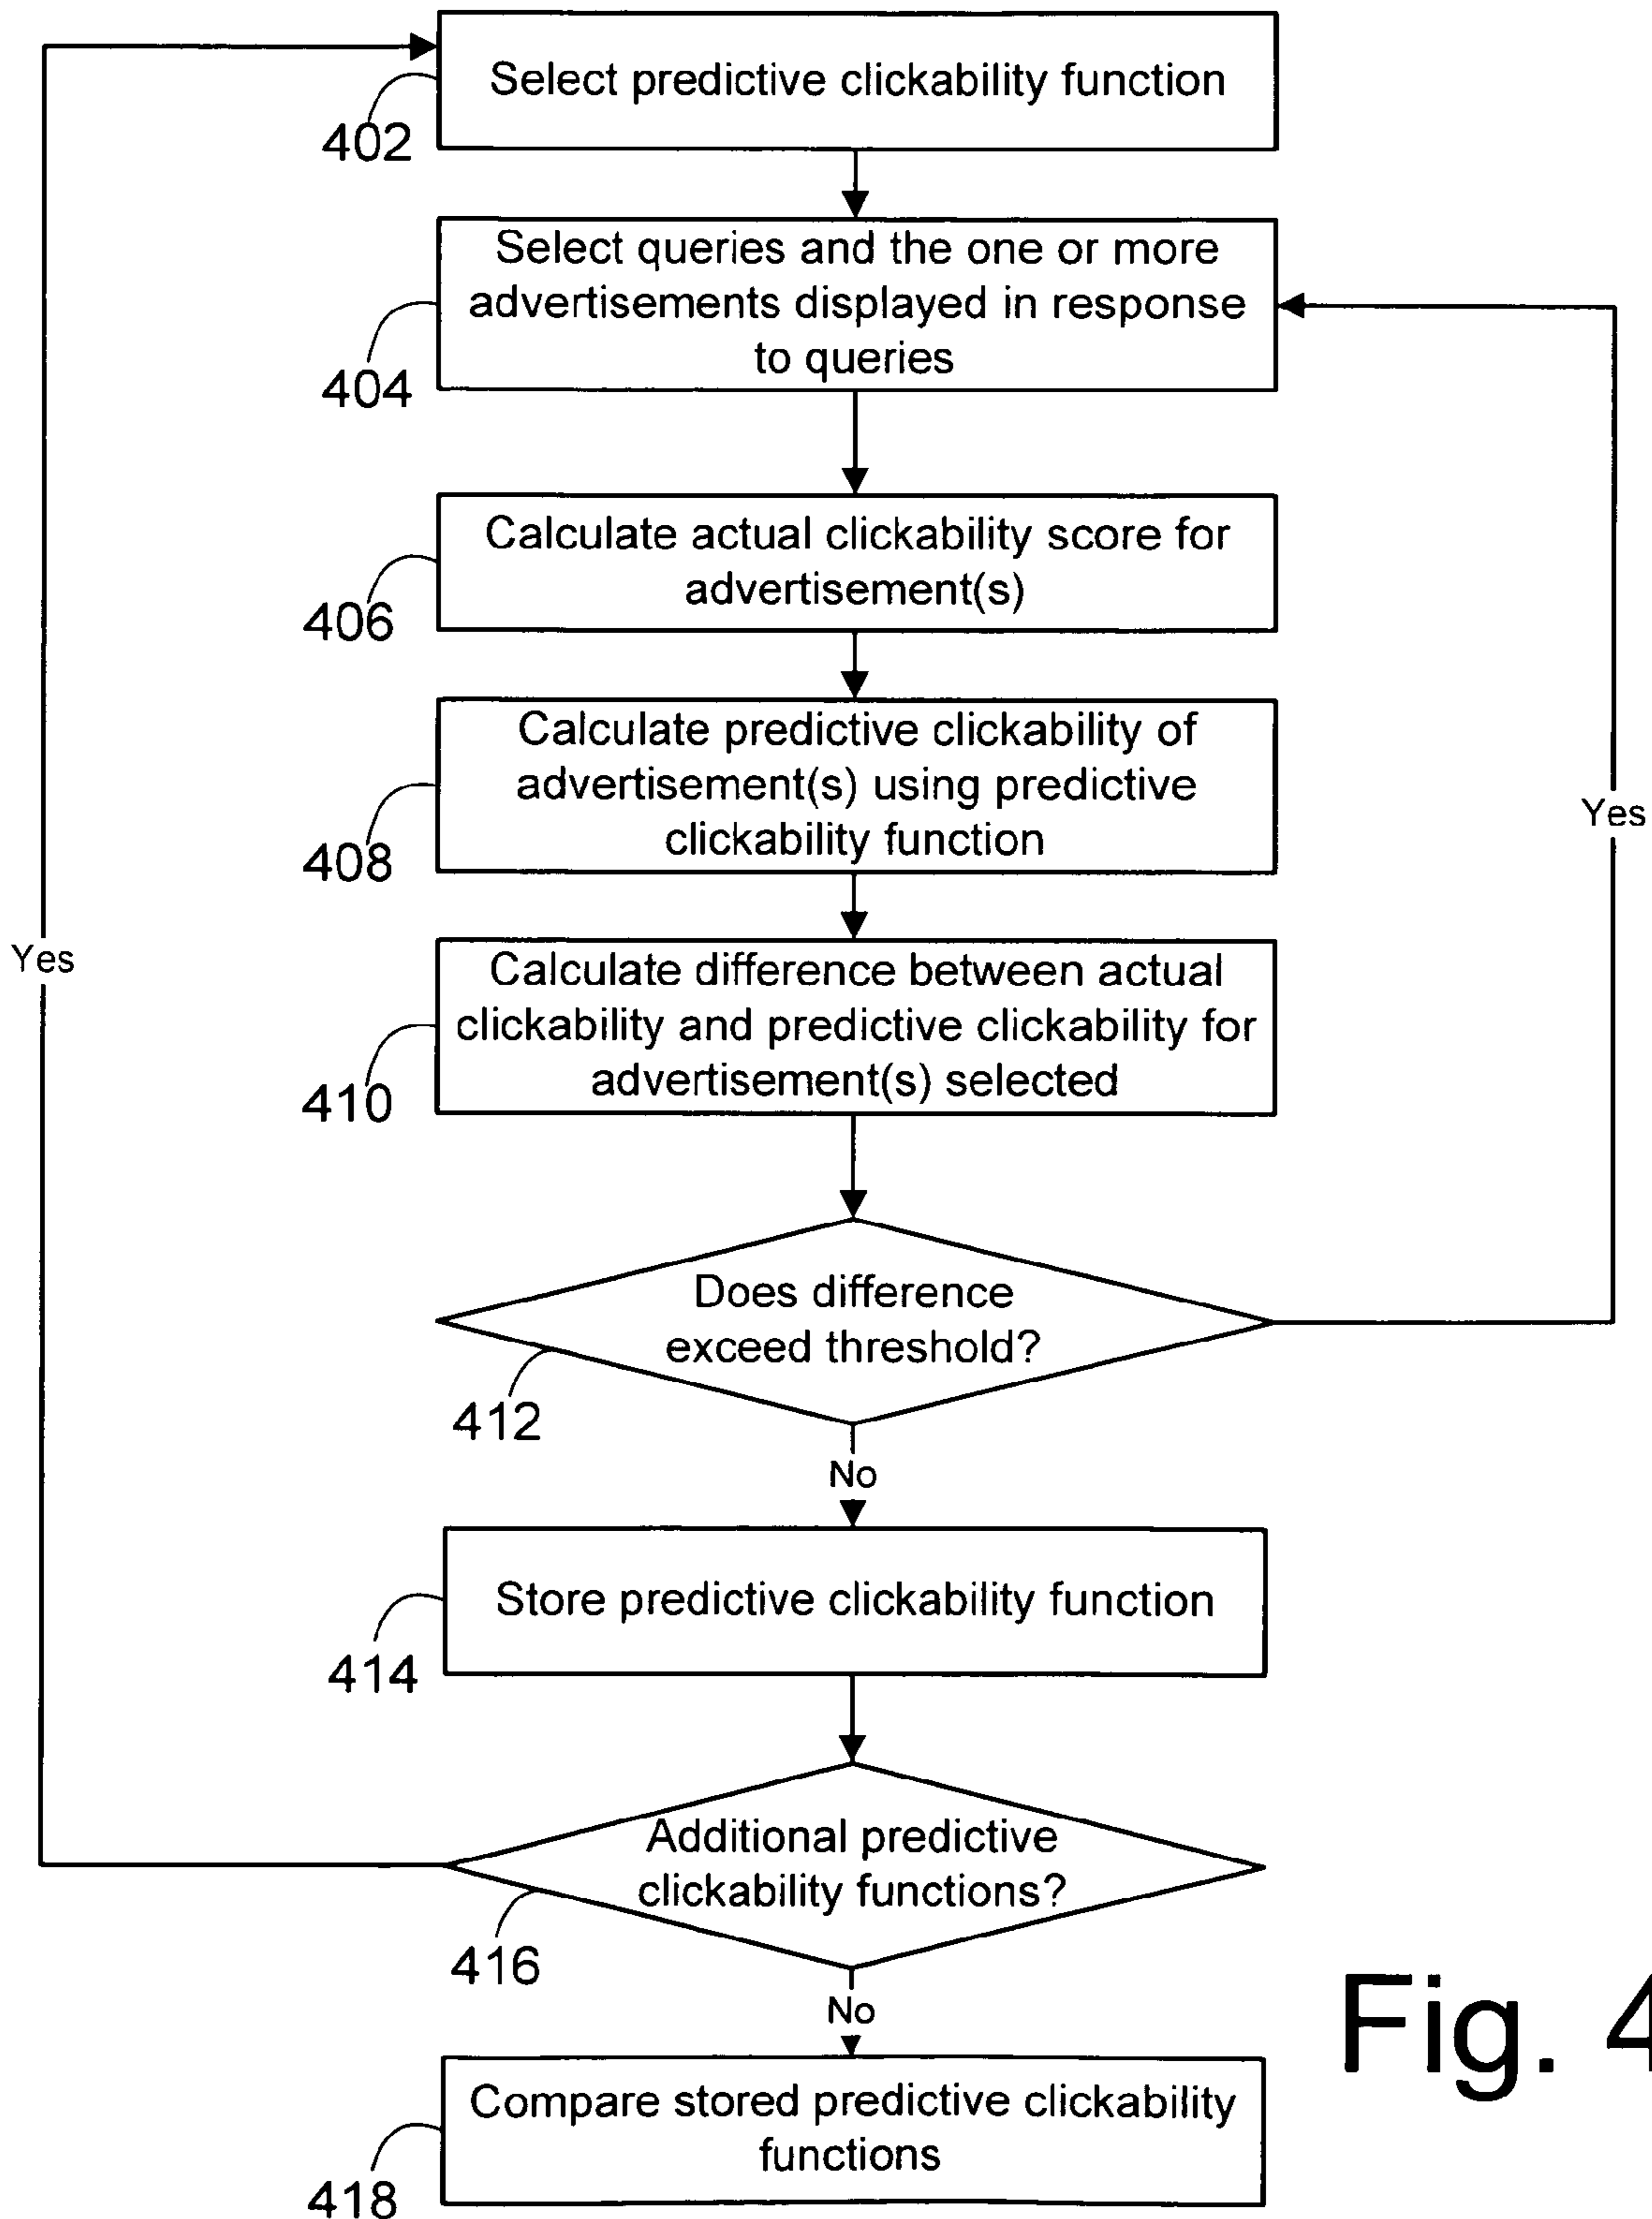 Select predictive clickability function
402
Select queries and the one or more
advertisements displayed in response
to queries
404
Calculate actual clickability score for
advertisement(s)
406
Calculate predictive clickability of
advertisement(s) using predictive
clickability function
408
Yes
Yes
Calculate difference between actual
clickability and predictive clickability for
advertisement(s) selected
410
Does difference
exceed threshold?
412
No
Store predictive clickability function
414
Additional predictive
clickability functions?
416
No
Fig. 4
Compare stored predictive clickability
functions
418